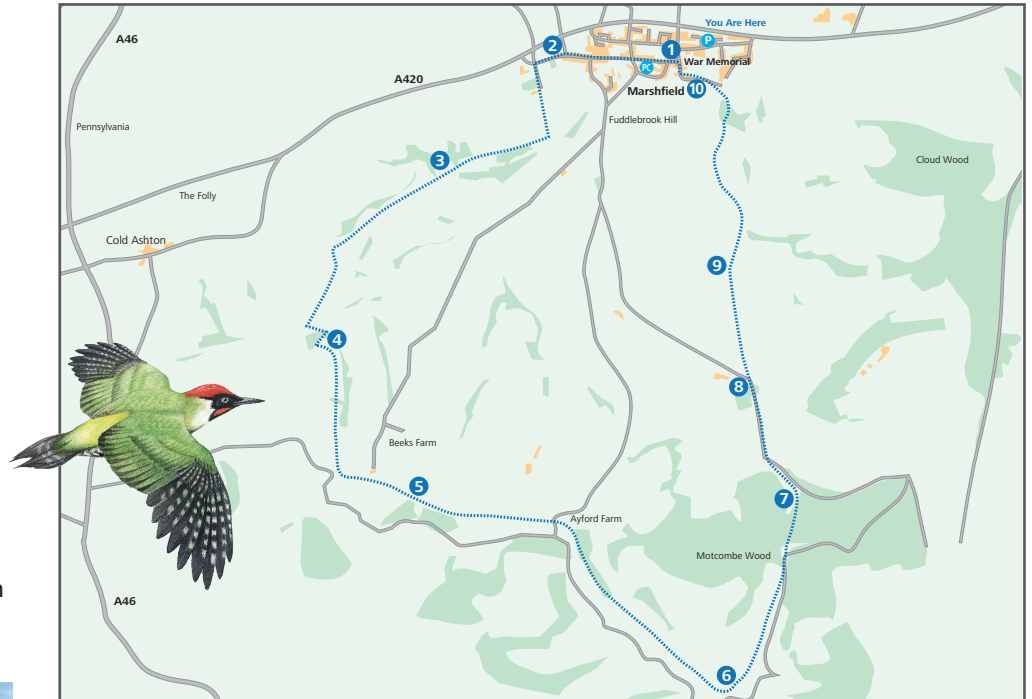 You Are Here
A46
2
1
P
War Memorial
A420
PC
Marshfield
10
Fuddlebrook Hill
Pennsylvania
3
Cloud Wood
The Folly
Cold Ashton
9
4
8
Beeks Farm
5
7
Ayford Farm
Motcombe Wood
n
A46
6